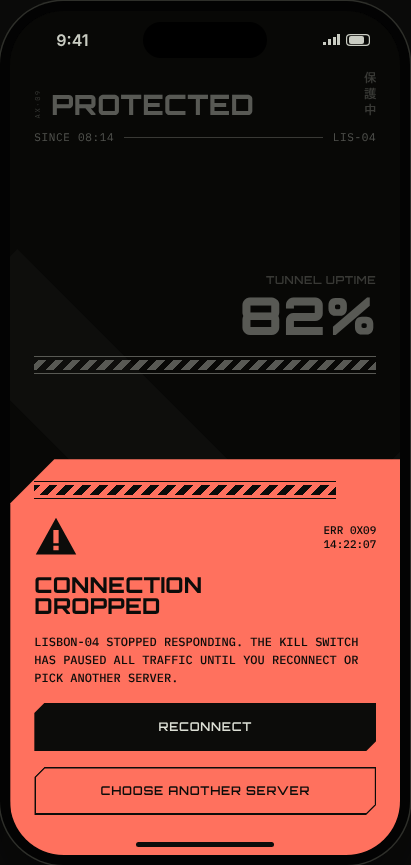 9:41
PROTECTED
保護中
SINCE 08:14
LIS-04
TUNNEL UPTIME
82%
ERR 0X09
14:22:07
CONNECTION
DROPPED
LISBON-04 STOPPED RESPONDING. THE KILL SWITCH
HAS PAUSED ALL TRAFFIC UNTIL YOU RECONNECT OR
PICK ANOTHER SERVER.
RECONNECT
CHOOSE ANOTHER SERVER